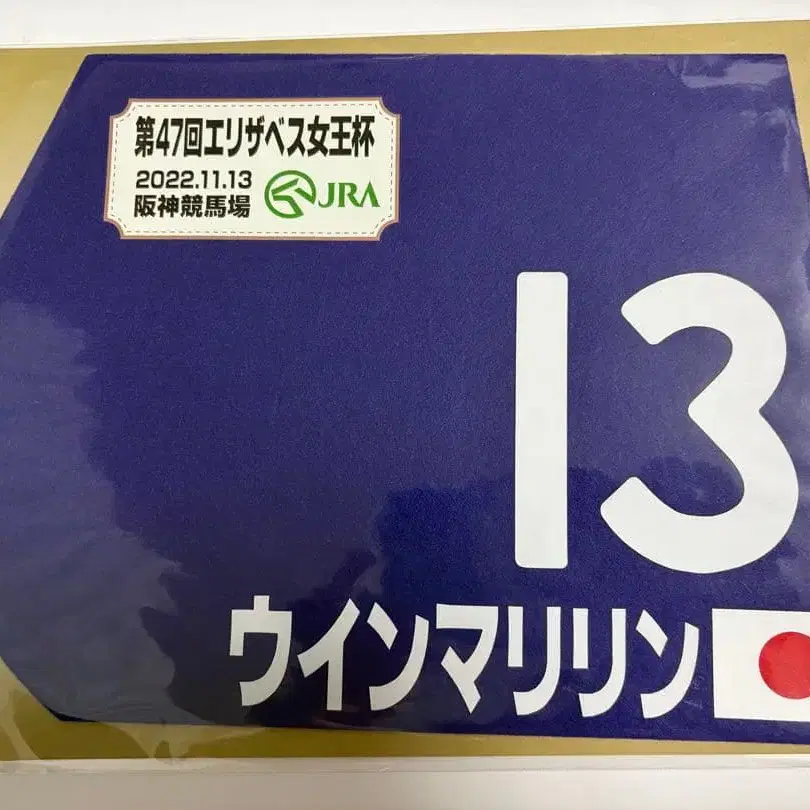 第47回エリザベス女王杯
2022.11.13
阪神競馬場 JRA
13
ウインマリリン